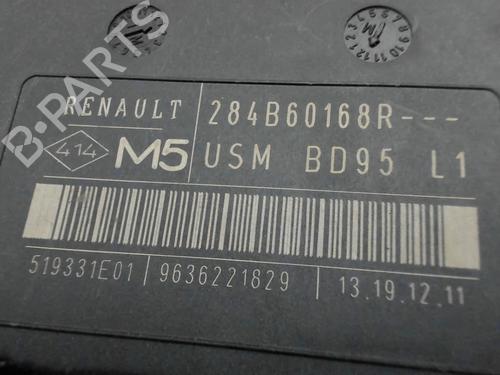 RENAULT 284B60168R---
414 M5 USM BD95 L1
519331E01 9636221829 13.19.12.11
B-PARTS